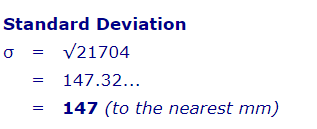 Standard Deviation
σ = √21704
= 147.32...
= 147 (to the nearest mm)